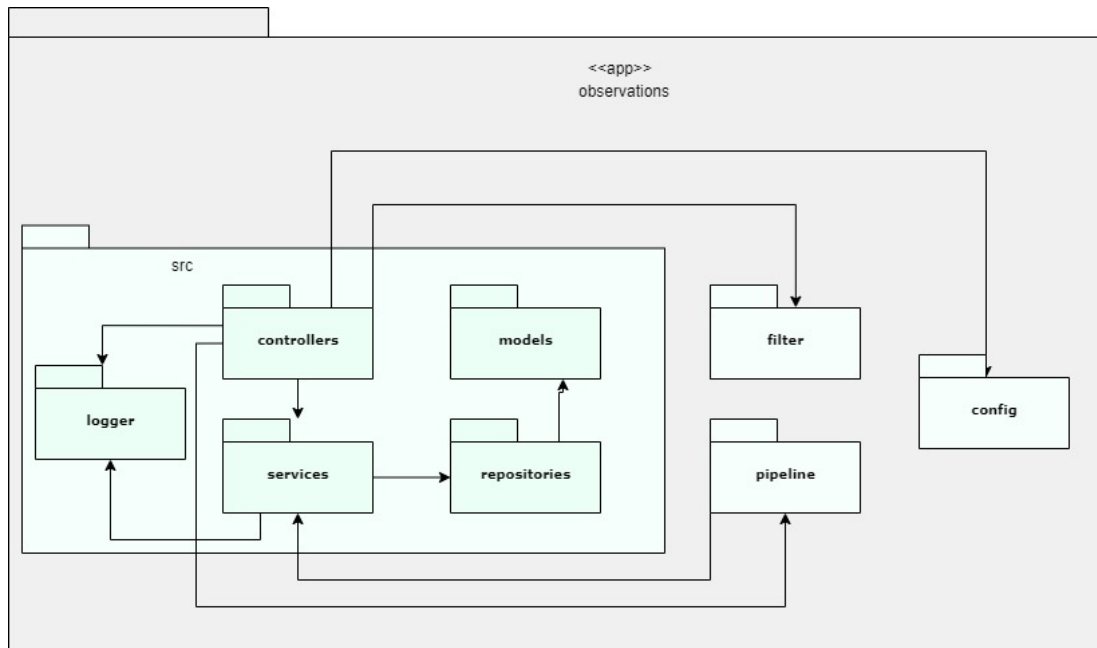 <<app>>
observations
src
controllers
models
filter
config
logger
services
repositories
pipeline